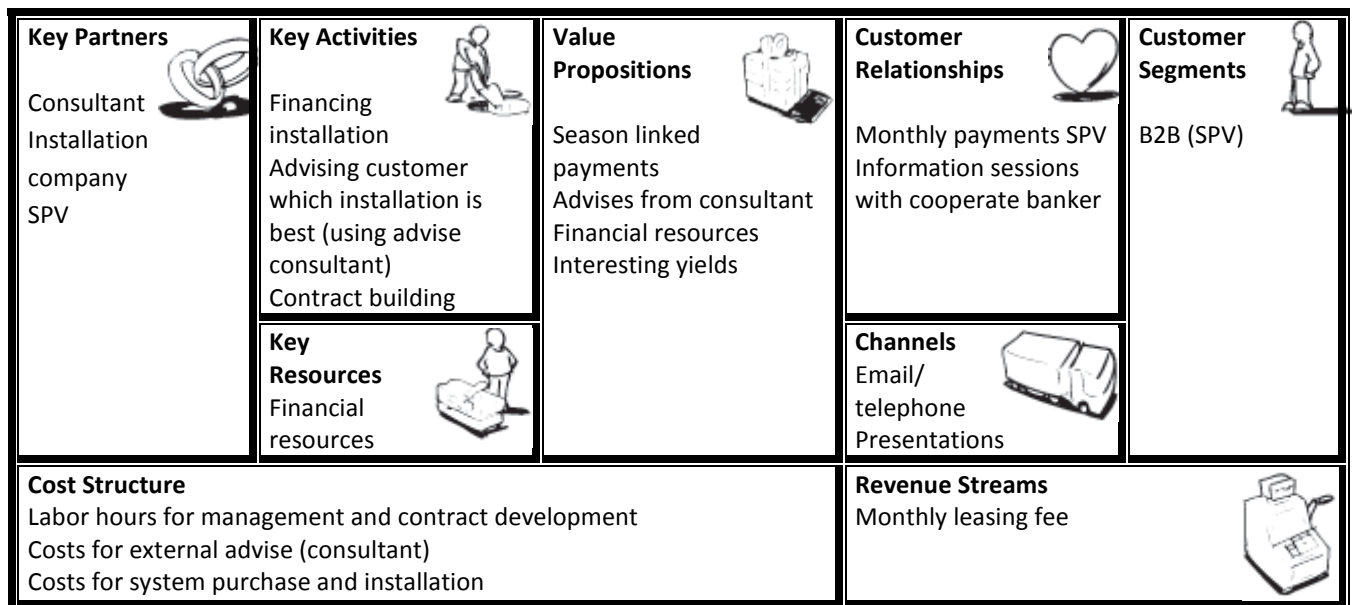 Key Partners
Consultant
Installation
company
SPV
Key Activities
Financing
installation
Advising customer
which installation is
best (using advise
consultant)
Contract building
Key
Resources
Financial
resources
Value
Propositions
Season linked
payments
Advises from consultant
Financial resources
Interesting yields
Customer
Relationships
Monthly payments SPV
Information sessions
with cooperate banker
Channels
Email/
telephone
Presentations
Customer
Segments
B2B (SPV)
Cost Structure
Labor hours for management and contract development
Costs for external advise (consultant)
Costs for system purchase and installation
Revenue Streams
Monthly leasing fee